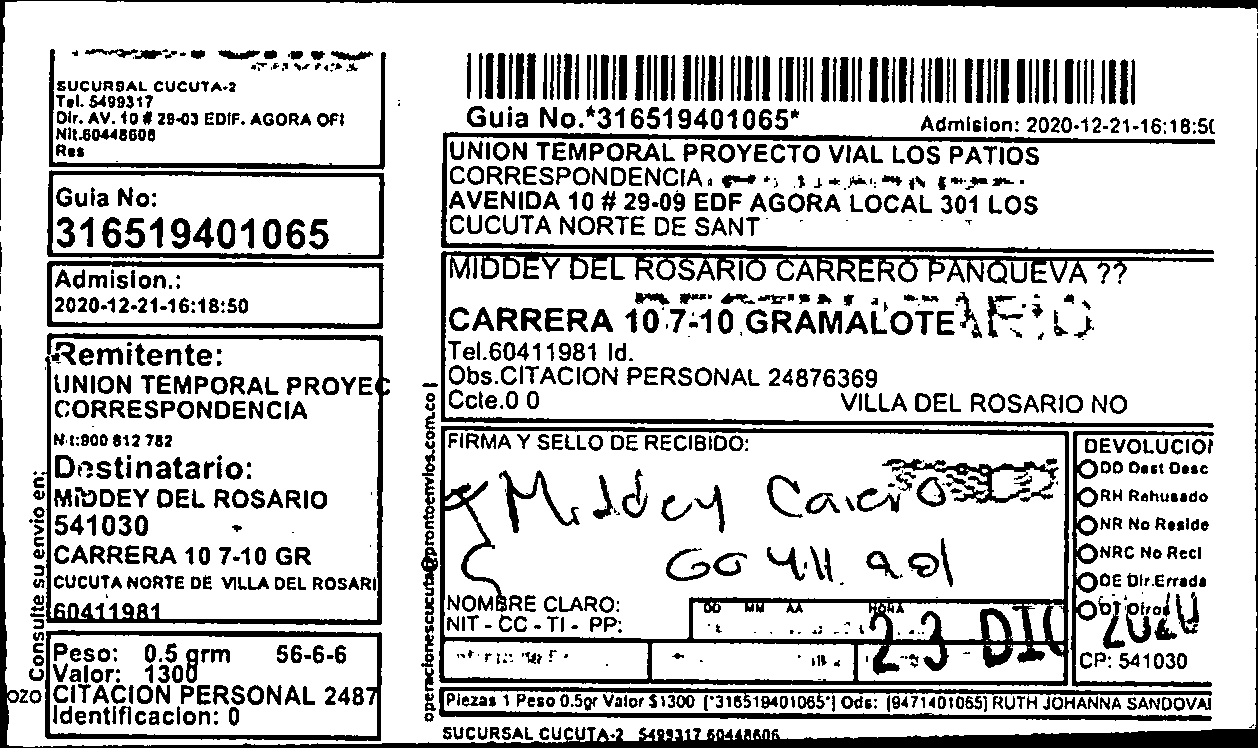 SUCURSAL CUCUTA-2
Tel. 5499317
Dir. AV. 10 # 29-03 EDIF. AGORA OFI
Nit.60448606
Res
Guia No:
316519401065
Admision.:
2020-12-21-16:18:50
Remitente:
UNION TEMPORAL PROYEC
CORRESPONDENCIA
Nit:900 612 782
Destinatario:
MIDDEY DEL ROSARIO
541030
CARRERA 10 7-10 GR
CUCUTA NORTE DE VILLA DEL ROSARI
60411981
Peso: 0.5 grm 56-6-6
Valor: 1300
CITACION PERSONAL 2487
Identificacion: 0
Consulte su envio en:
OZO
Guia No.*316519401065*
Admision: 2020-12-21-16:18:50
UNION TEMPORAL PROYECTO VIAL LOS PATIOS
CORRESPONDENCIA
AVENIDA 10 # 29-09 EDF AGORA LOCAL 301 LOS
CUCUTA NORTE DE SANT
MIDDEY DEL ROSARIO CARRERO PANQUEVA ??
CARRERA 10 7-10 GRAMALOTE
Tel.60411981 Id.
Obs.CITACION PERSONAL 24876369
Ccte.0 0 VILLA DEL ROSARIO NO
operacionescucuta@prontoenvios.com.co |
FIRMA Y SELLO DE RECIBIDO:
Middey Carrero
60 411 981
NOMBRE CLARO:
NIT - CC - TI - PP:
DD MM AA HORA
23 DIC 2020
DEVOLUCION
DD Dest Desc
RH Rehusado
NR No Reside
NRC No Recl
DE Dir.Errada
OT Otros
CP: 541030
Piezas 1 Peso 0.5gr Valor $1300 [*316519401065*] Ods: [9471401065] RUTH JOHANNA SANDOVAL
SUCURSAL CUCUTA-2 5499317 60448606